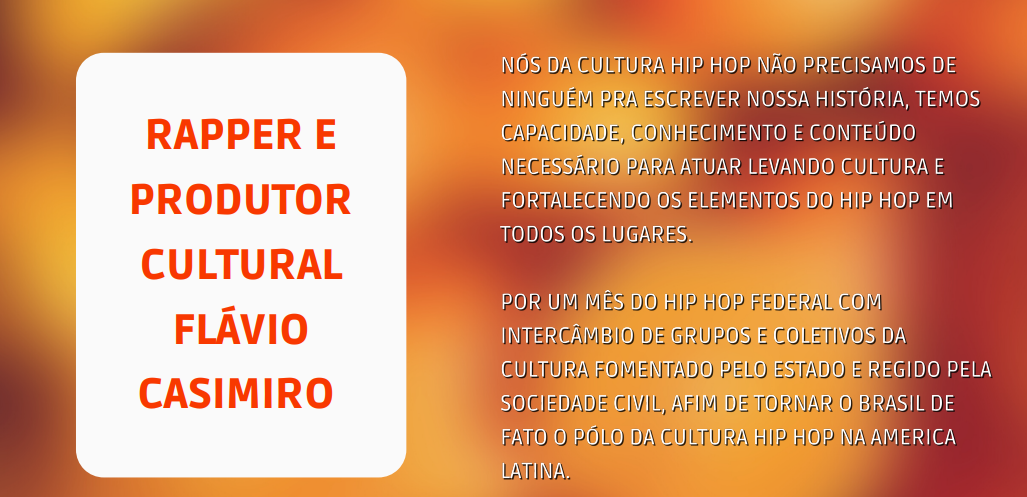 RAPPER E
PRODUTOR
CULTURAL
FLÁVIO
CASIMIRO
NÓS DA CULTURA HIP HOP NÃO PRECISAMOS DE
NINGUÉM PRA ESCREVER NOSSA HISTÓRIA, TEMOS
CAPACIDADE, CONHECIMENTO E CONTEÚDO
NECESSÁRIO PARA ATUAR LEVANDO CULTURA E
FORTALECENDO OS ELEMENTOS DO HIP HOP EM
TODOS OS LUGARES.
POR UM MÊS DO HIP HOP FEDERAL COM
INTERCÂMBIO DE GRUPOS E COLETIVOS DA
CULTURA FOMENTADO PELO ESTADO E REGIDO PELA
SOCIEDADE CIVIL, AFIM DE TORNAR O BRASIL DE
FATO O PÓLO DA CULTURA HIP HOP NA AMERICA
LATINA.